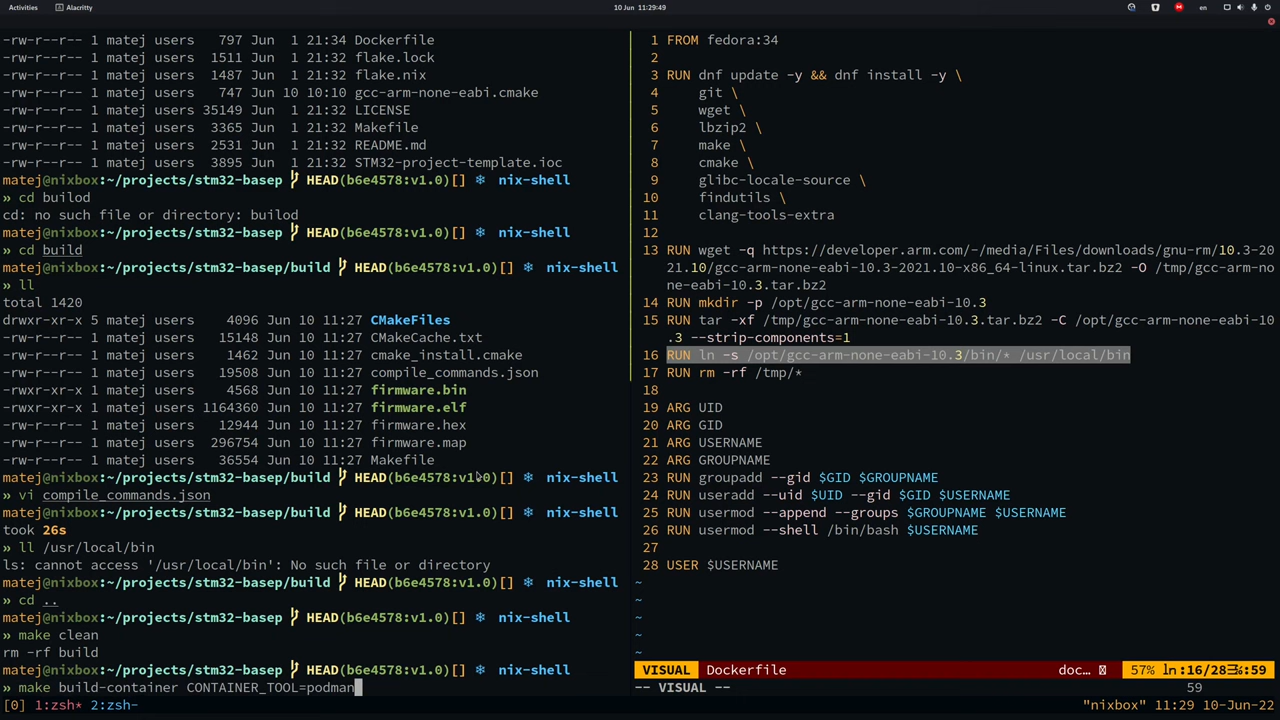 Activities
Alacritty
10 Jun 11:29:49
en
-rw-r--r-- 1 matej users 797 Jun 1 21:34 Dockerfile
-rw-r--r-- 1 matej users 1511 Jun 1 21:32 flake.lock
-rw-r--r-- 1 matej users 1487 Jun 1 21:32 flake.nix
-rw-r--r-- 1 matej users 747 Jun 10 10:10 gcc-arm-none-eabi.cmake
-rw-r--r-- 1 matej users 35149 Jun 1 21:32 LICENSE
-rw-r--r-- 1 matej users 3365 Jun 1 21:32 Makefile
-rw-r--r-- 1 matej users 2531 Jun 1 21:32 README.md
-rw-r--r-- 1 matej users 3895 Jun 1 21:32 STM32-project-template.ioc
matej@nixbox:~/projects/stm32-basep HEAD(b6e4578:v1.0)[] ❄ nix-shell
» cd builod
cd: no such file or directory: builod
matej@nixbox:~/projects/stm32-basep HEAD(b6e4578:v1.0)[] ❄ nix-shell
» cd build
matej@nixbox:~/projects/stm32-basep/build HEAD(b6e4578:v1.0)[] ❄ nix-shell
» ll
total 1420
drwxr-xr-x 5 matej users 4096 Jun 10 11:27 CMakeFiles
-rw-r--r-- 1 matej users 15148 Jun 10 11:27 CMakeCache.txt
-rw-r--r-- 1 matej users 1462 Jun 10 11:27 cmake_install.cmake
-rw-r--r-- 1 matej users 19508 Jun 10 11:27 compile_commands.json
-rwxr-xr-x 1 matej users 4568 Jun 10 11:27 firmware.bin
-rwxr-xr-x 1 matej users 1164360 Jun 10 11:27 firmware.elf
-rw-r--r-- 1 matej users 12944 Jun 10 11:27 firmware.hex
-rw-r--r-- 1 matej users 296754 Jun 10 11:27 firmware.map
-rw-r--r-- 1 matej users 36554 Jun 10 11:27 Makefile
matej@nixbox:~/projects/stm32-basep/build HEAD(b6e4578:v1.0)[] ❄ nix-shell
» vi compile_commands.json
matej@nixbox:~/projects/stm32-basep/build HEAD(b6e4578:v1.0)[] ❄ nix-shell
took 26s
» ll /usr/local/bin
ls: cannot access '/usr/local/bin': No such file or directory
matej@nixbox:~/projects/stm32-basep/build HEAD(b6e4578:v1.0)[] ❄ nix-shell
» cd ..
matej@nixbox:~/projects/stm32-basep HEAD(b6e4578:v1.0)[] ❄ nix-shell
» make clean
rm -rf build
matej@nixbox:~/projects/stm32-basep HEAD(b6e4578:v1.0)[] ❄ nix-shell
» make build-container CONTAINER_TOOL=podman
1 FROM fedora:34
2
3 RUN dnf update -y && dnf install -y \
4 git \
5 wget \
6 lbzip2 \
7 make \
8 cmake \
9 glibc-locale-source \
10 findutils \
11 clang-tools-extra
12
13 RUN wget -q https://developer.arm.com/-/media/Files/downloads/gnu-rm/10.3-20
21.10/gcc-arm-none-eabi-10.3-2021.10-x86_64-linux.tar.bz2 -O /tmp/gcc-arm-no
ne-eabi-10.3.tar.bz2
14 RUN mkdir -p /opt/gcc-arm-none-eabi-10.3
15 RUN tar -xf /tmp/gcc-arm-none-eabi-10.3.tar.bz2 -C /opt/gcc-arm-none-eabi-10
.3 --strip-components=1
16 RUN ln -s /opt/gcc-arm-none-eabi-10.3/bin/* /usr/local/bin
17 RUN rm -rf /tmp/*
18
19 ARG UID
20 ARG GID
21 ARG USERNAME
22 ARG GROUPNAME
23 RUN groupadd --gid $GID $GROUPNAME
24 RUN useradd --uid $UID --gid $GID $USERNAME
25 RUN usermod --append --groups $GROUPNAME $USERNAME
26 RUN usermod --shell /bin/bash $USERNAME
27
28 USER $USERNAME
~
~
~
~
~
VISUAL Dockerfile doc… 57% ln:16/28
-- VISUAL -- 59
[0] 1:zsh* 2:zsh- "nixbox" 11:29 10-Jun-22